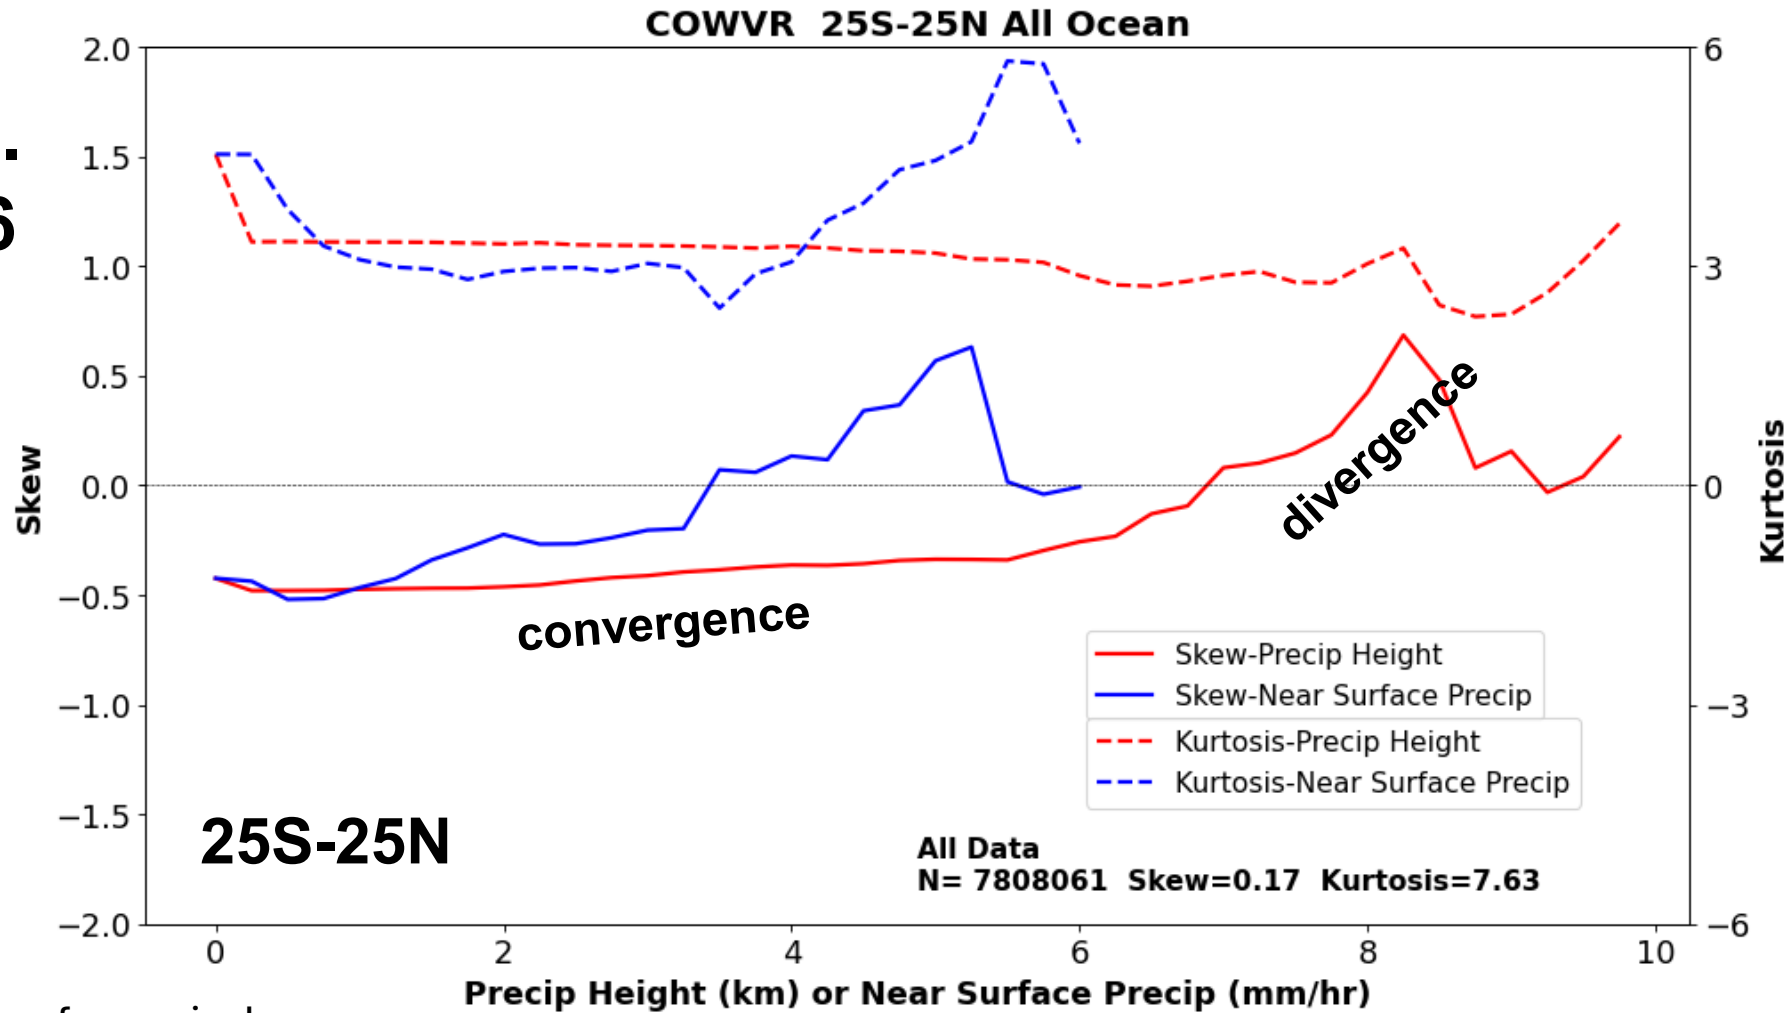 COWVR  25S-25N All Ocean
2.0
1.5
1.0
0.5
0.0
−0.5
−1.0
−1.5
−2.0
Skew
6
3
0
−3
−6
Kurtosis
6
divergence
convergence
Skew-Precip Height
Skew-Near Surface Precip
Kurtosis-Precip Height
Kurtosis-Near Surface Precip
25S-25N
All Data
N= 7808061  Skew=0.17  Kurtosis=7.63
0 2 4 6 8 10
Precip Height (km) or Near Surface Precip (mm/hr)